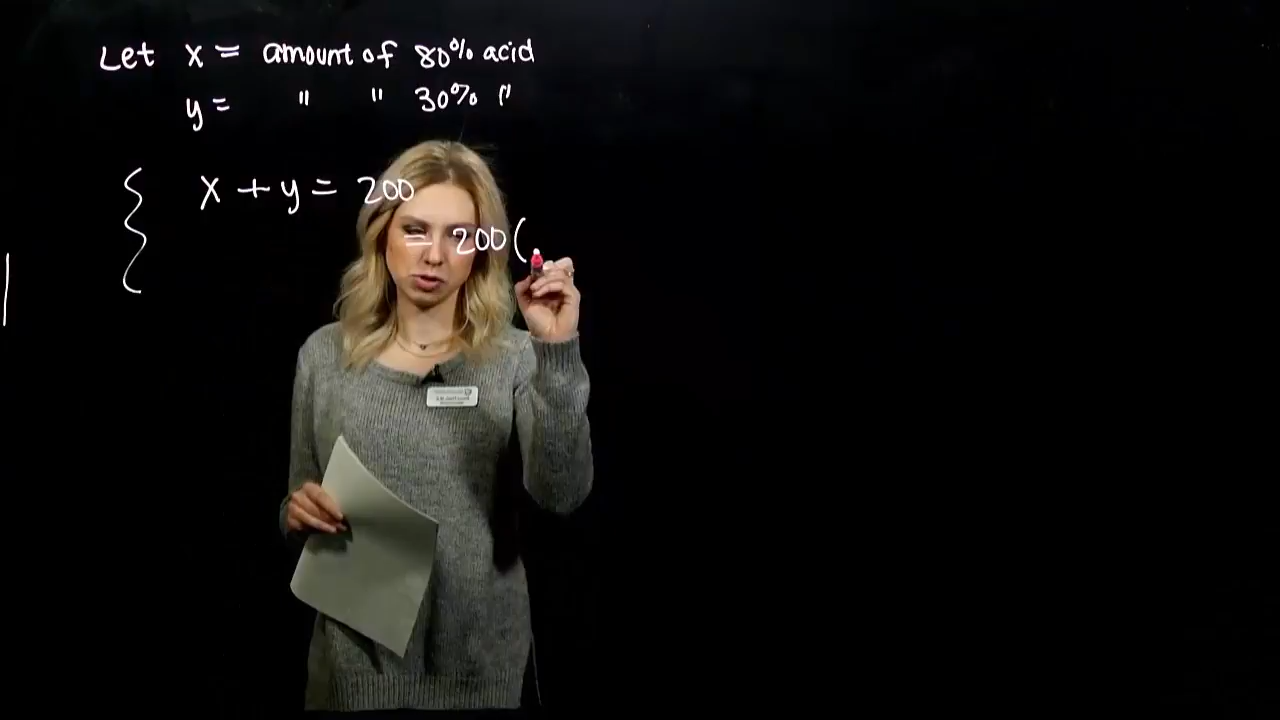 Let x = amount of 80% acid
y = " " 30% "
x + y = 200
= 200 (